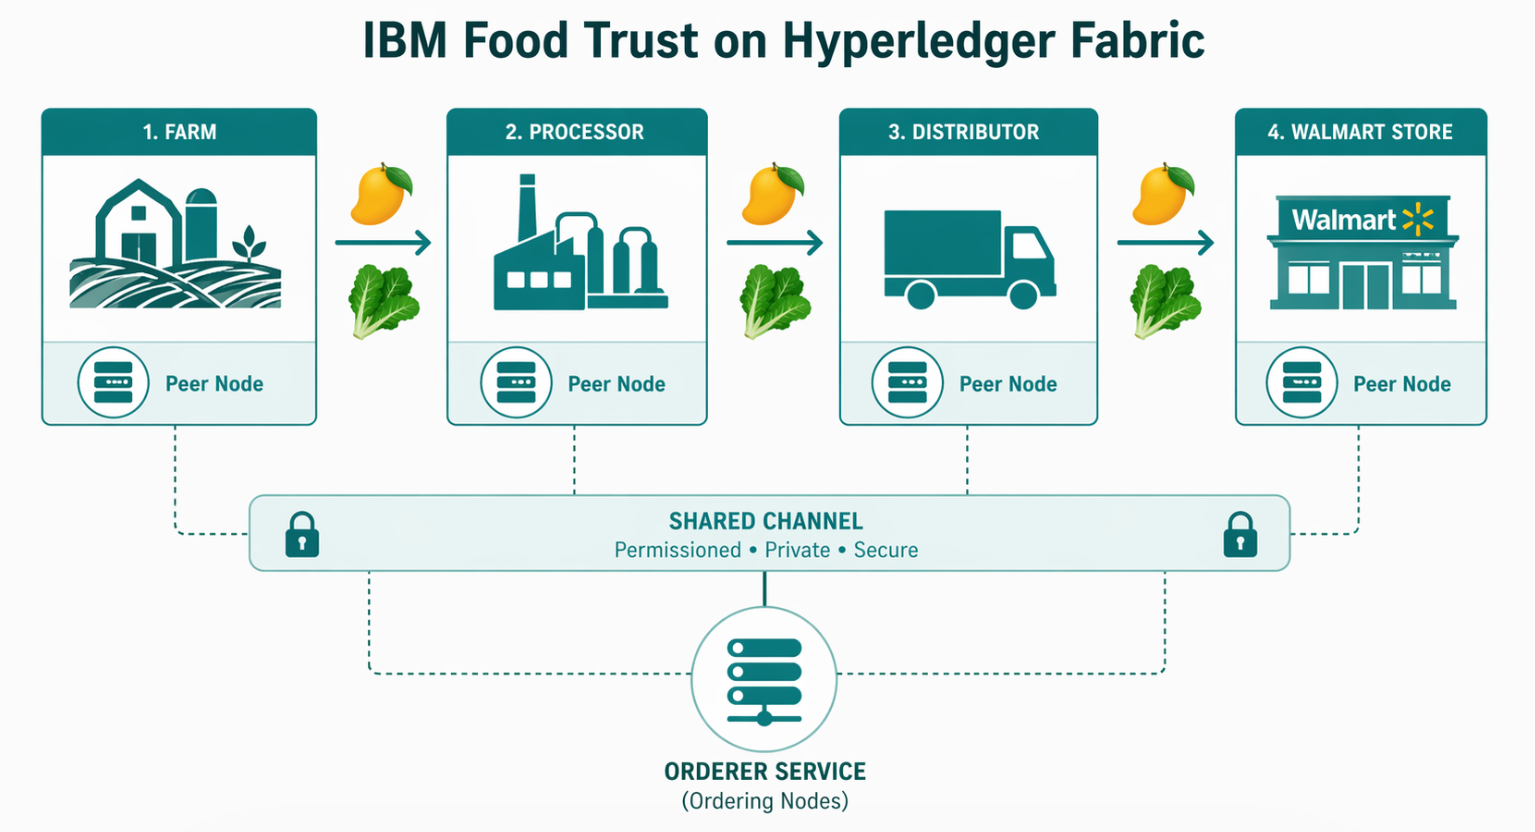 IBM Food Trust on Hyperledger Fabric
1. FARM
2. PROCESSOR
3. DISTRIBUTOR
4. WALMART STORE
Walmart
Peer Node
Peer Node
Peer Node
Peer Node
SHARED CHANNEL
Permissioned • Private • Secure
ORDERER SERVICE
(Ordering Nodes)